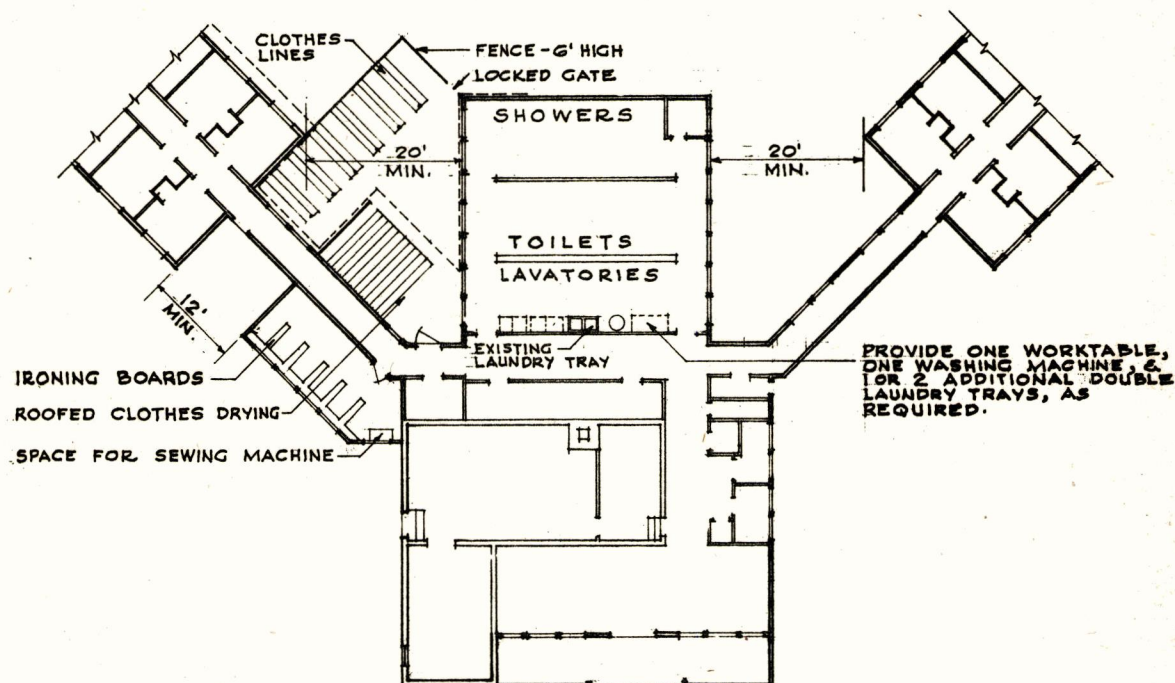 CLOTHES
LINES
FENCE-6' HIGH
LOCKED GATE
SHOWERS
20'
MIN.
20'
MIN.
TOILETS
LAVATORIES
12'
MIN.
EXISTING
LAUNDRY TRAY
PROVIDE ONE WORKTABLE,
ONE WASHING MACHINE, &
1 OR 2 ADDITIONAL DOUBLE
LAUNDRY TRAYS, AS
REQUIRED.
IRONING BOARDS
ROOFED CLOTHES DRYING
SPACE FOR SEWING MACHINE